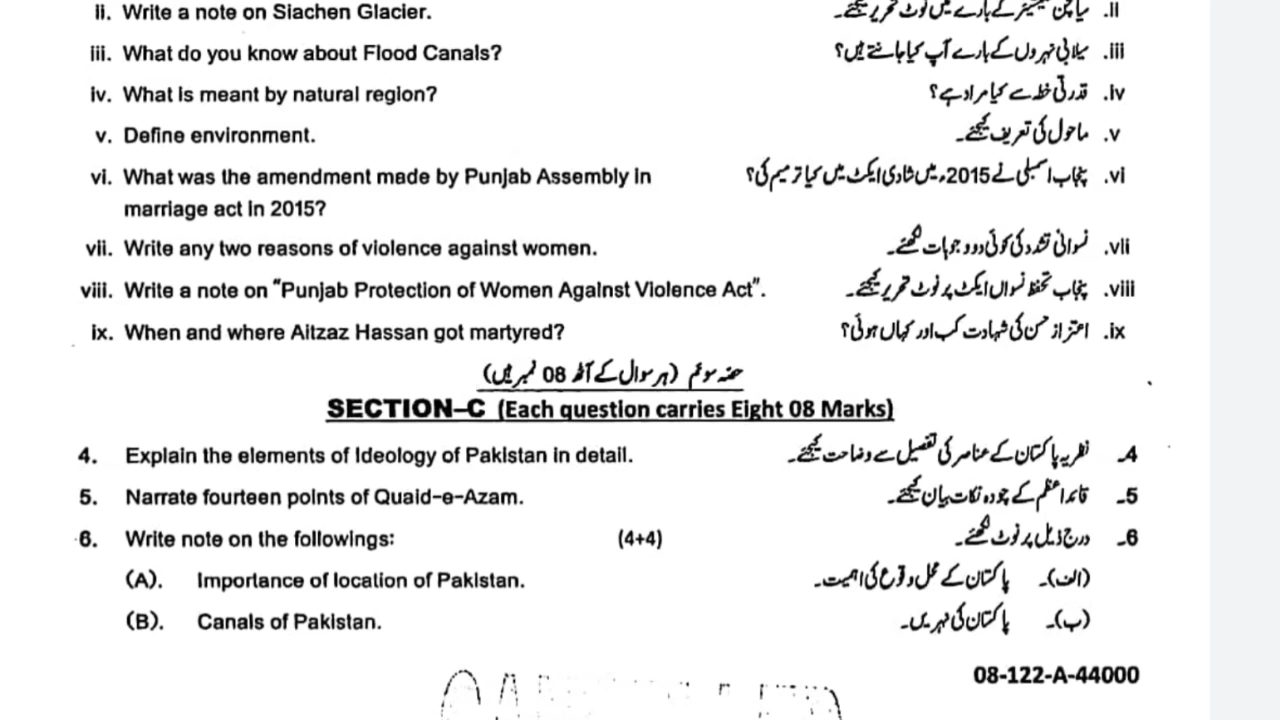 ii. Write a note on Siachen Glacier. ii. سیاچن گلیشیئر کے بارے میں نوٹ تحریر کیجئے۔
iii. What do you know about Flood Canals? iii. سیلابی نہروں کے بارے آپ کیا جانتے ہیں؟
iv. What is meant by natural region? iv. قدرتی خطہ سے کیا مراد ہے؟
v. Define environment. v. ماحول کی تعریف کیجئے۔
vi. What was the amendment made by Punjab Assembly in vi. پنجاب اسمبلی نے 2015ء میں شادی ایکٹ میں کیا ترمیم کی؟
marriage act in 2015?
vii. Write any two reasons of violence against women. vii. نسوانی تشدد کی کوئی دو وجوہات لکھئے۔
viii. Write a note on "Punjab Protection of Women Against Violence Act". viii. پنجاب تحفظ نسواں ایکٹ پر نوٹ تحریر کیجئے۔
ix. When and where Aitzaz Hassan got martyred? ix. اعتزاز حسن کی شہادت کب اور کہاں ہوئی؟
حصہ سوئم (ہر سوال کے آٹھ 08 نمبر ہیں)
SECTION–C (Each question carries Eight 08 Marks)
4. Explain the elements of Ideology of Pakistan in detail. 4۔ نظریہ پاکستان کے عناصر کی تفصیل سے وضاحت کیجئے۔
5. Narrate fourteen points of Quaid-e-Azam. 5۔ قائداعظم کے چودہ نکات بیان کیجئے۔
6. Write note on the followings: (4+4) 6۔ درج ذیل پر نوٹ لکھئے۔
(A). Importance of location of Pakistan. (الف)۔ پاکستان کے محل وقوع کی اہمیت۔
(B). Canals of Pakistan. (ب)۔ پاکستان کی نہریں۔
08-122-A-44000